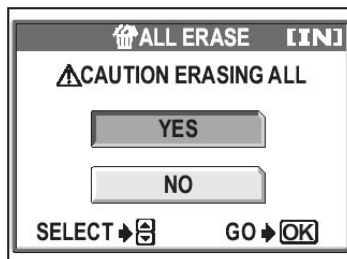 ALL ERASE [IN]
CAUTION ERASING ALL
YES
NO
SELECT GO OK